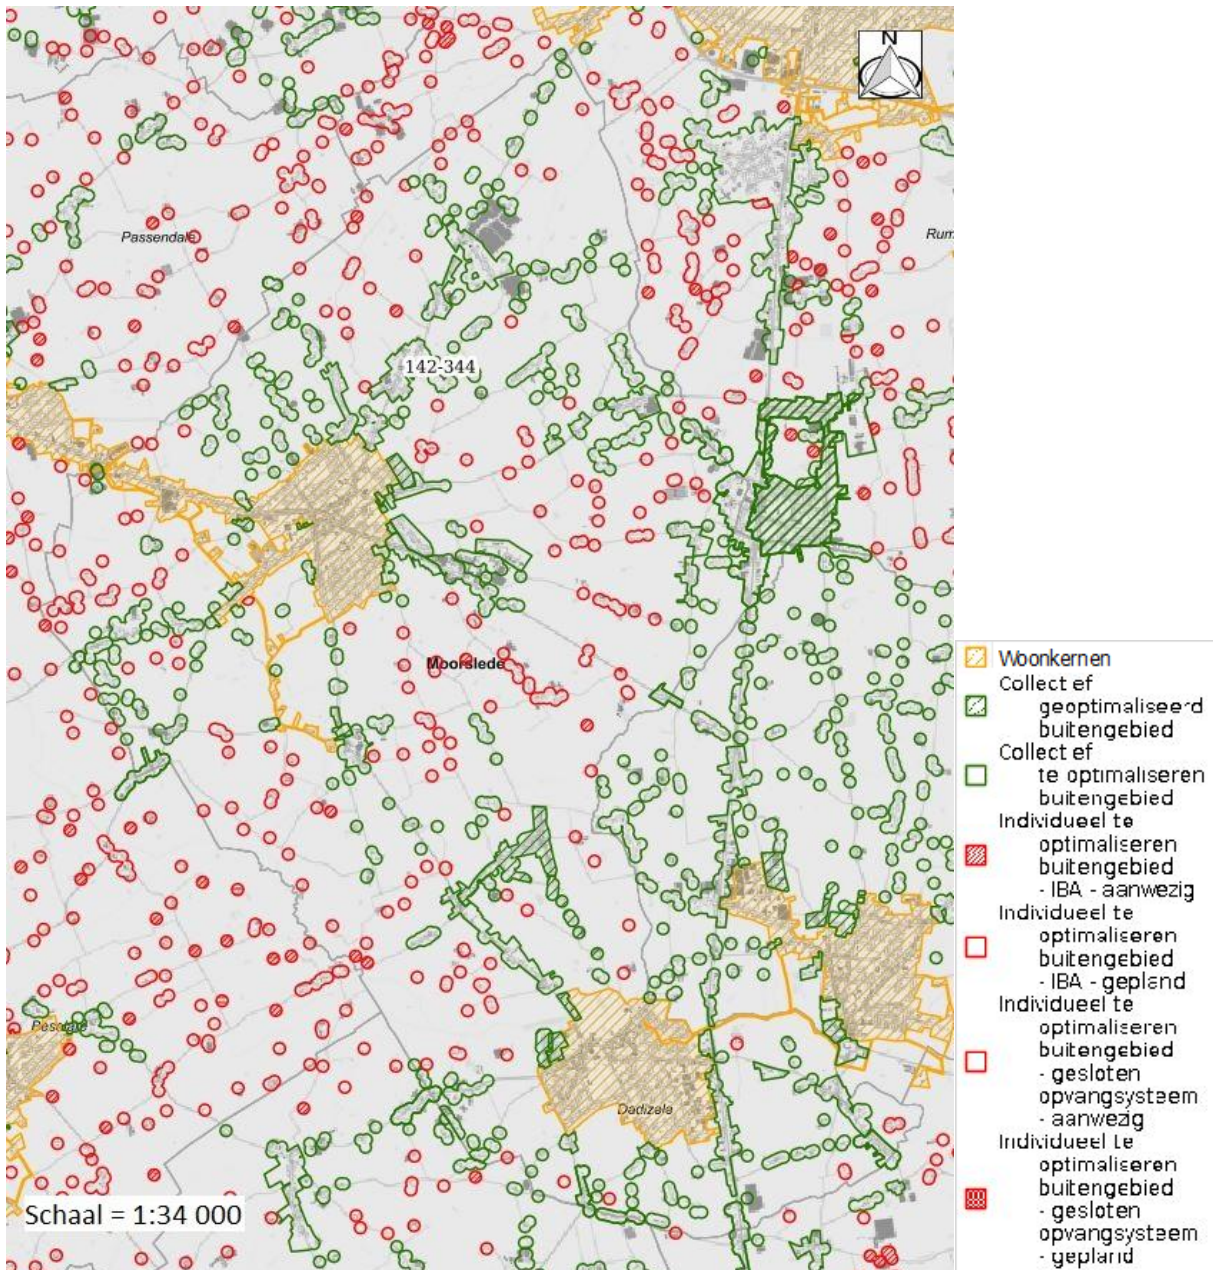 N
Passendale
Rum
142-344
Moorslede
Dadizele
Schaal = 1:34 000
Woonkernen
Collectief
geoptimaliseerd
buitengebied
Collectief
te optimaliseren
buitengebied
Individueel te
optimaliseren
buitengebied
- IBA - aanwezig
Individueel te
optimaliseren
buitengebied
- IBA - gepland
Individueel te
optimaliseren
buitengebied
- gesloten
opvangsysteem
- aanwezig
Individueel te
optimaliseren
buitengebied
- gesloten
opvangsysteem
- gepland